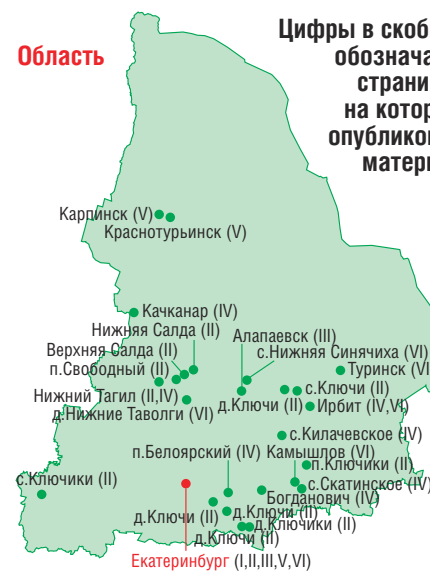 Область
Цифры в скоб
обознача
страни
на котор
опубликов
матери
Карпинск (V)
Краснотурьинск (V)
Качканар (IV)
Нижняя Салда (II)
Алапаевск (III)
с.Нижняя Синячиха (VI)
Верхняя Салда (II)
п.Свободный (II)
Туринск (VI
с.Ключи (II)
Нижний Тагил (II,IV)
д.Ключи (II)
Ирбит (IV,VI)
д.Нижние Таволги (VI)
с.Килачевское (IV)
п.Белоярский (IV)
Камышлов (VI)
п.Ключики (II)
с.Ключики (II)
с.Скатинское (IV)
Богданович (IV)
д.Ключи (II)
д.Ключи (II)
д.Ключики (II)
д.Ключи (II)
Екатеринбург (I,II,III,V,VI)